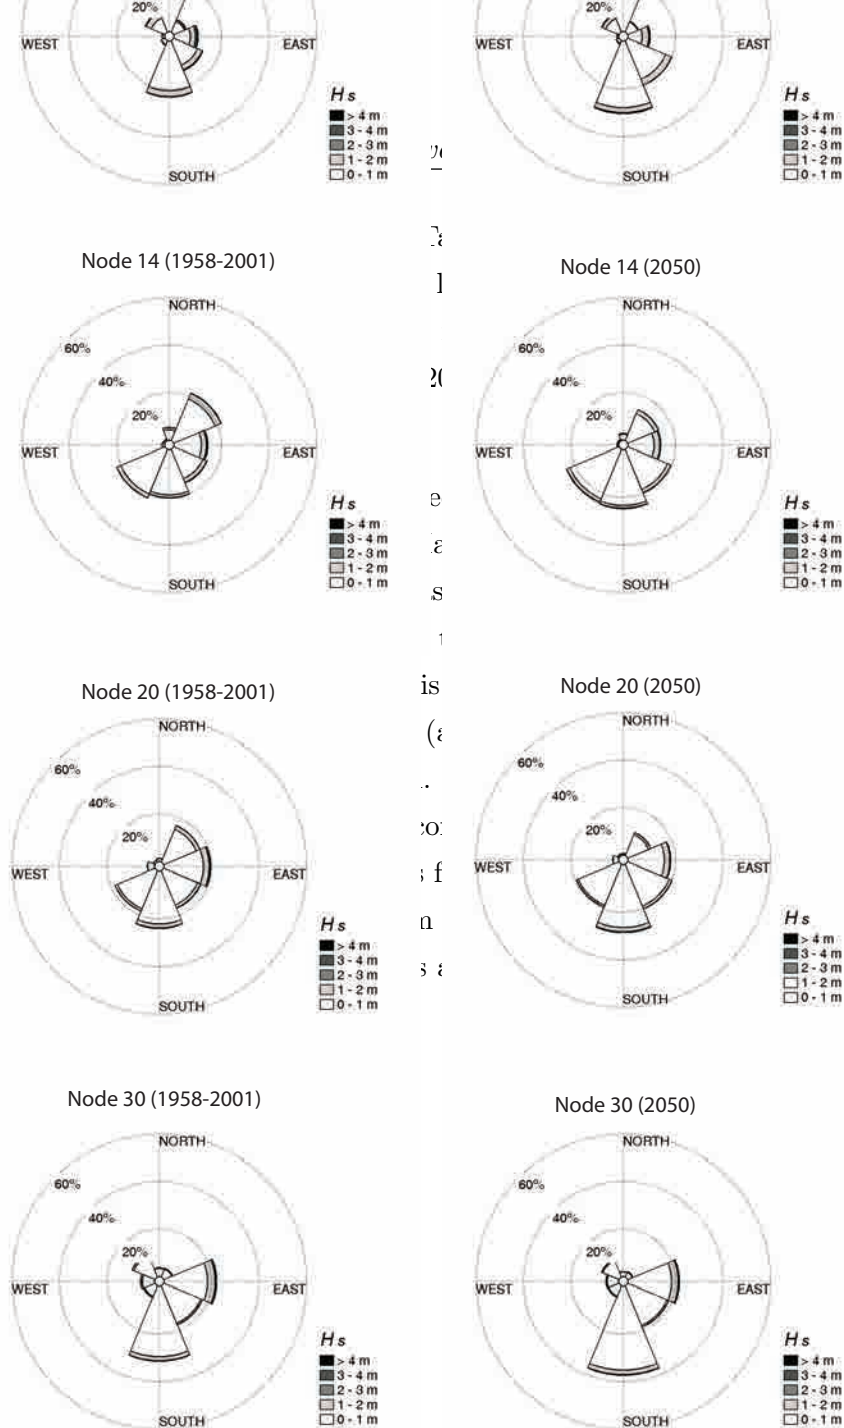 20%
WEST
EAST
Hs
> 4 m
3 - 4 m
2 - 3 m
1 - 2 m
0 - 1 m
SOUTH
20%
WEST
EAST
Hs
> 4 m
3 - 4 m
2 - 3 m
1 - 2 m
0 - 1 m
SOUTH
Node 14 (1958-2001)
NORTH
60%
40%
20%
WEST
EAST
Hs
> 4 m
3 - 4 m
2 - 3 m
1 - 2 m
0 - 1 m
SOUTH
Node 14 (2050)
NORTH
60%
40%
20%
WEST
EAST
Hs
> 4 m
3 - 4 m
2 - 3 m
1 - 2 m
0 - 1 m
SOUTH
is
Node 20 (1958-2001)
NORTH
60%
40%
20%
WEST
EAST
Hs
> 4 m
3 - 4 m
2 - 3 m
1 - 2 m
0 - 1 m
SOUTH
Node 20 (2050)
NORTH
60%
40%
20%
WEST
EAST
Hs
> 4 m
3 - 4 m
2 - 3 m
1 - 2 m
0 - 1 m
SOUTH
Node 30 (1958-2001)
NORTH
60%
40%
20%
WEST
EAST
Hs
> 4 m
3 - 4 m
2 - 3 m
1 - 2 m
0 - 1 m
SOUTH
Node 30 (2050)
NORTH
60%
40%
20%
WEST
EAST
Hs
> 4 m
3 - 4 m
2 - 3 m
1 - 2 m
0 - 1 m
SOUTH